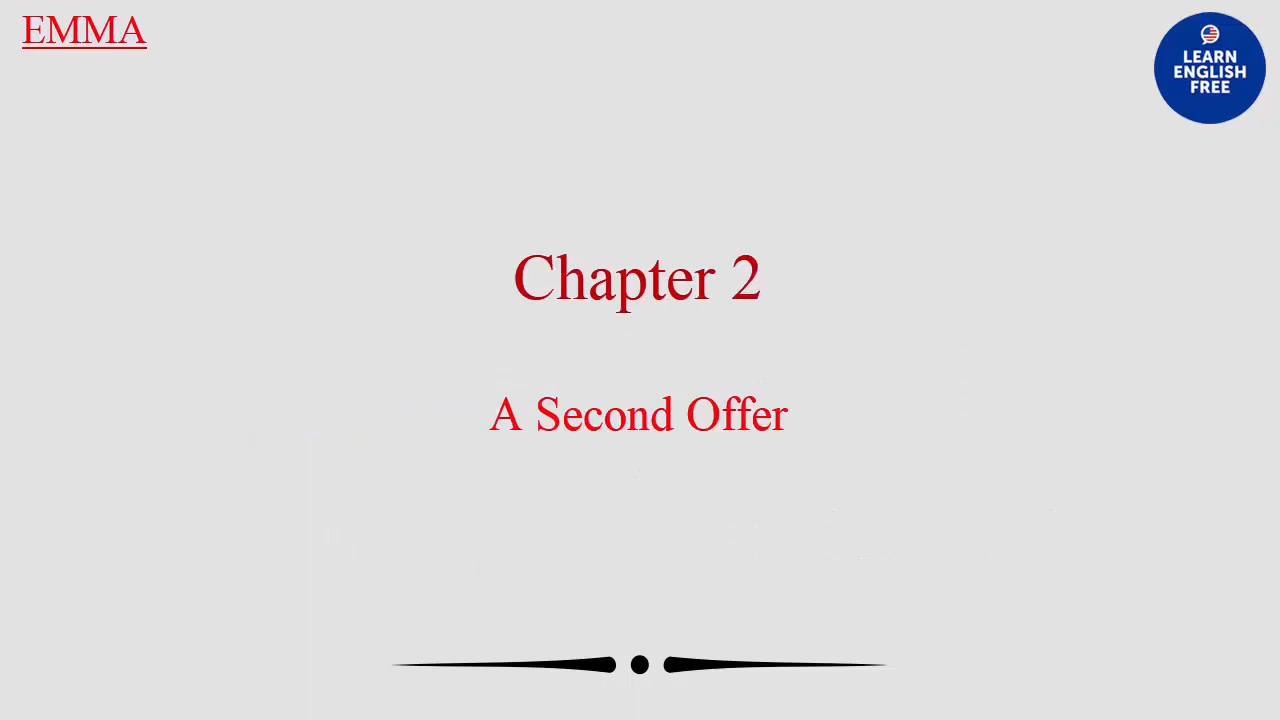 EMMA
LEARN
ENGLISH
FREE
Chapter 2
A Second Offer